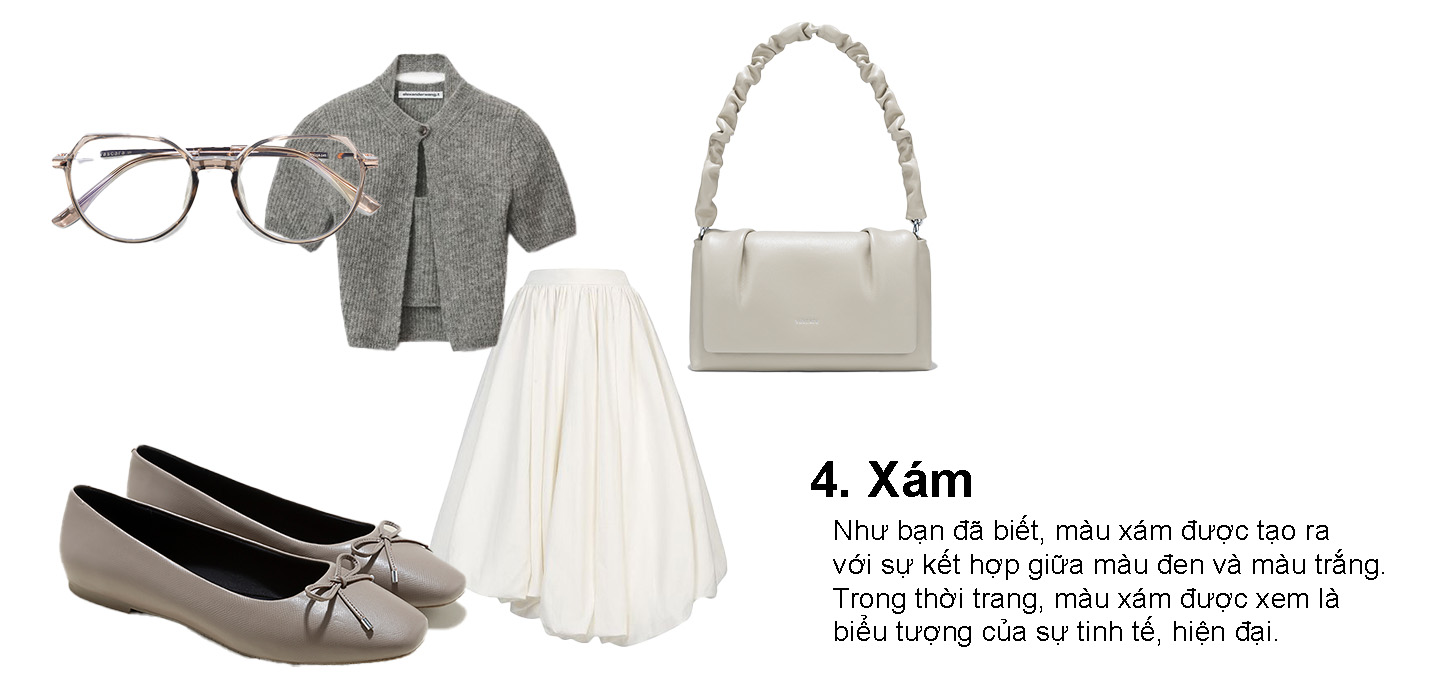 alexanderwang.t
4. Xám
Như bạn đã biết, màu xám được tạo ra
với sự kết hợp giữa màu đen và màu trắng.
Trong thời trang, màu xám được xem là
biểu tượng của sự tinh tế, hiện đại.